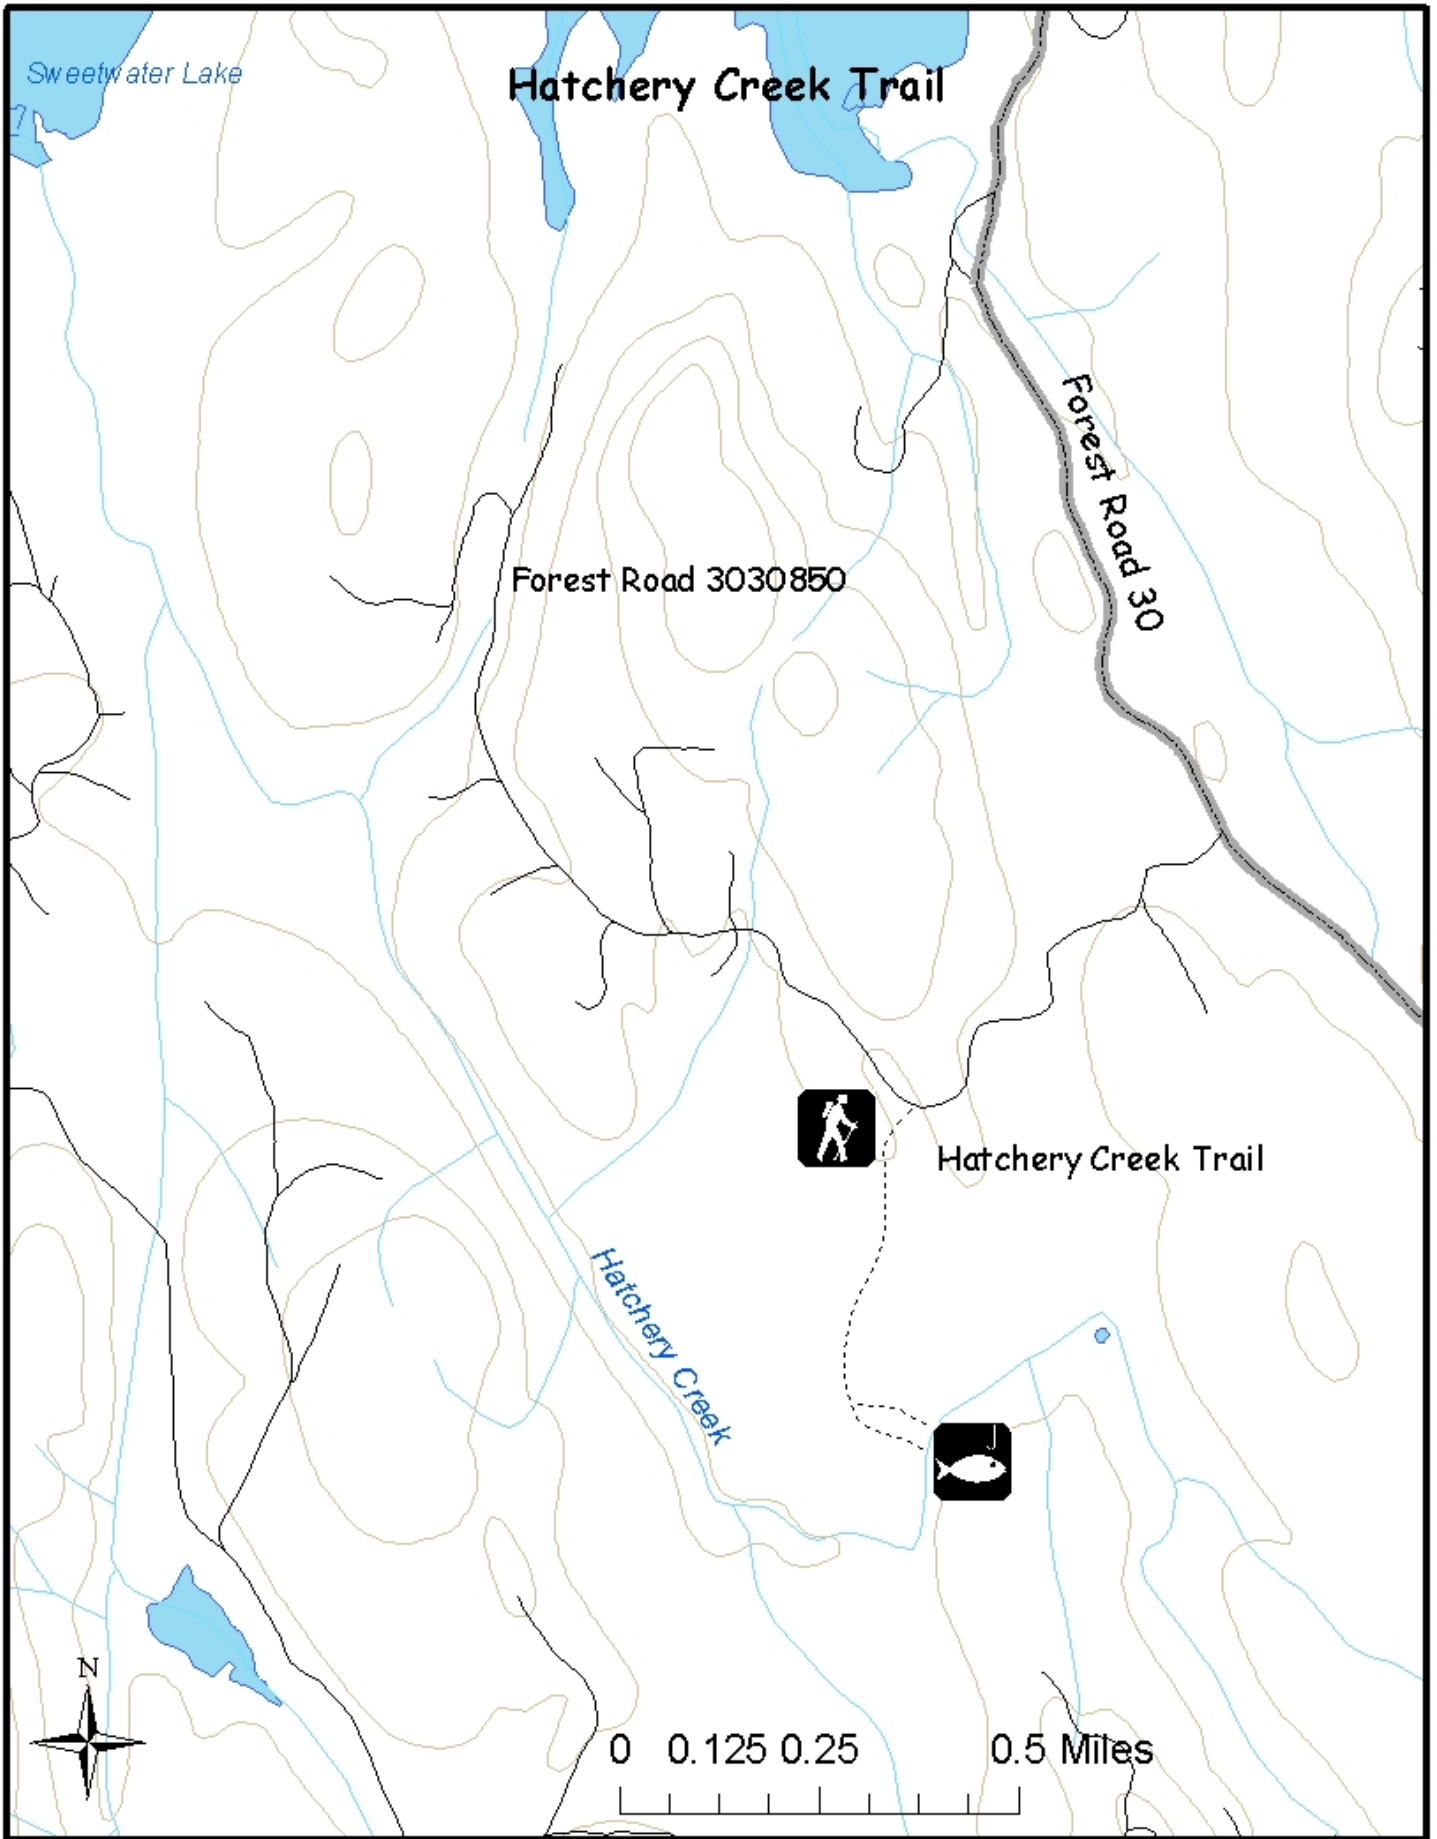 Sweetwater Lake
Hatchery Creek Trail
Forest Road 30
Forest Road 3030850
Hatchery Creek Trail
Hatchery Creek
N
0 0.125 0.25 0.5 Miles